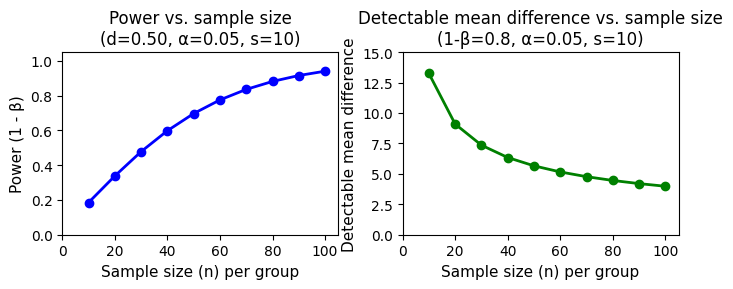 Power vs. sample size
(d=0.50, α=0.05, s=10)
Power (1 - β)
1.0
0.8
0.6
0.4
0.2
0.0
0 20 40 60 80 100
Sample size (n) per group
Detectable mean difference vs. sample size
(1-β=0.8, α=0.05, s=10)
Detectable mean difference
15.0
12.5
10.0
7.5
5.0
2.5
0.0
0 20 40 60 80 100
Sample size (n) per group